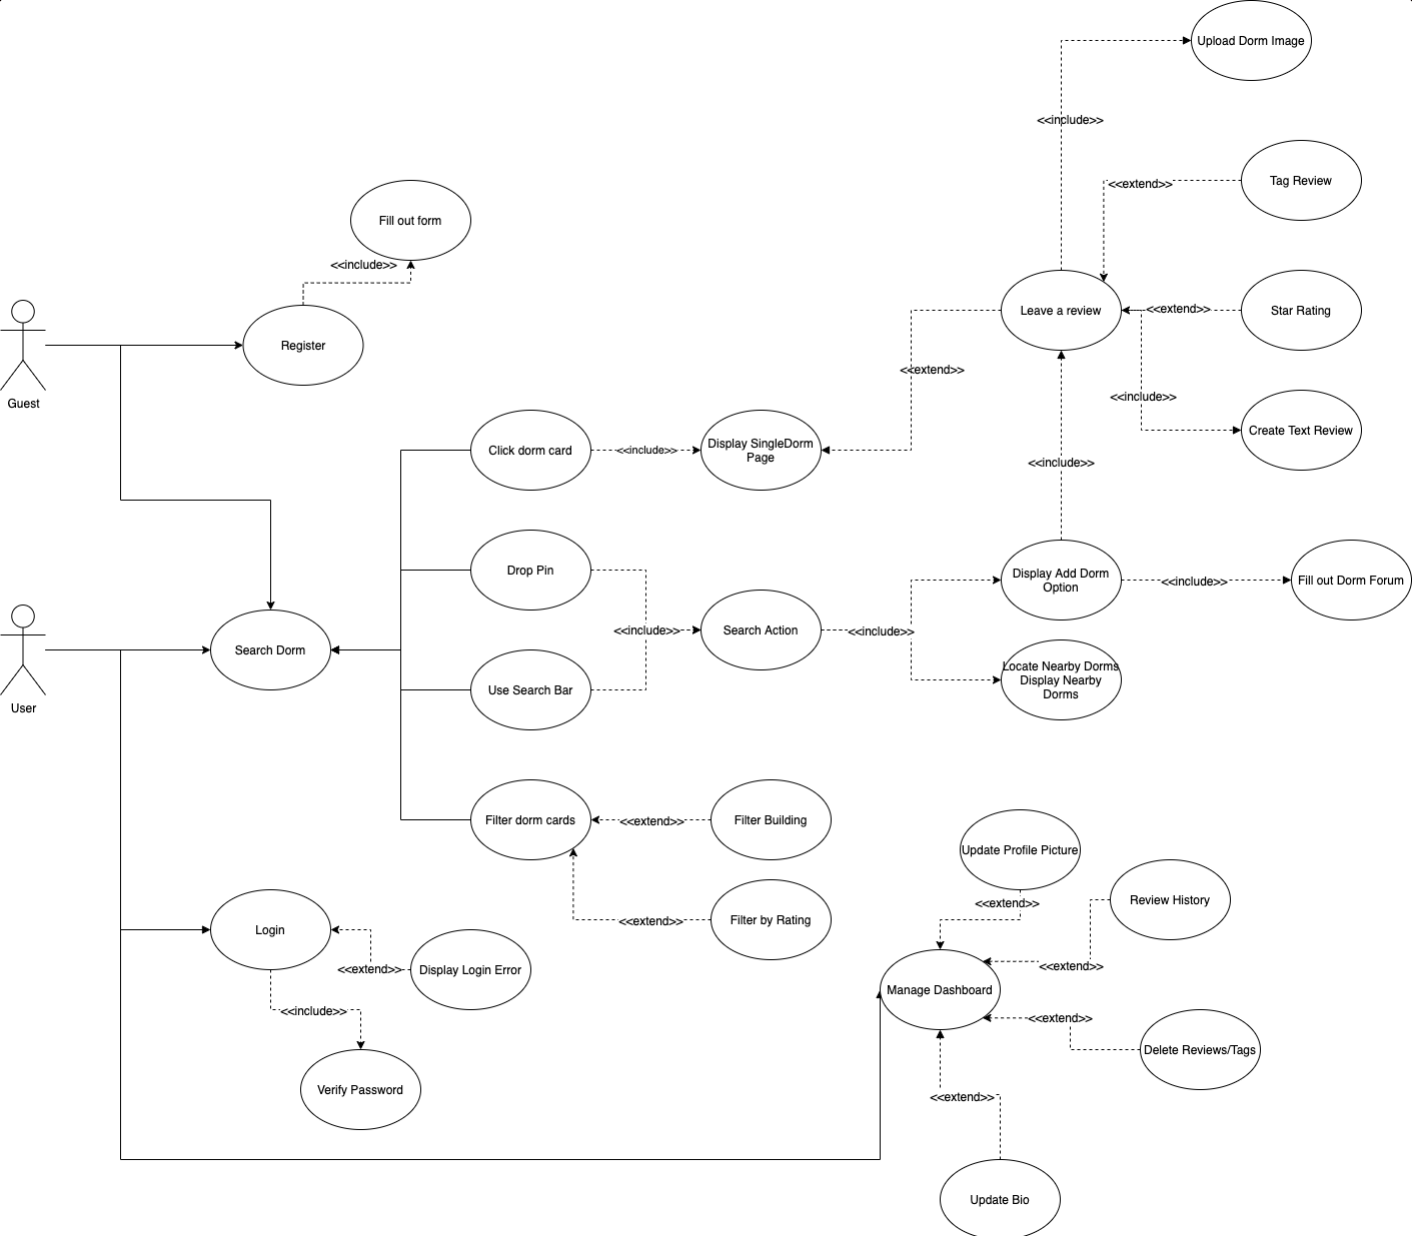 Upload Dorm Image
<<include>>
Tag Review
<<extend>>
Fill out form
<<include>>
Register
Guest
Leave a review
<<extend>>
Star Rating
<<extend>>
<<include>>
Create Text Review
Click dorm card
<<include>>
Display SingleDorm
Page
<<include>>
Drop Pin
Display Add Dorm
Option
<<include>>
Fill out Dorm Forum
User
Search Dorm
<<include>>
Search Action
<<include>>
Use Search Bar
Locate Nearby Dorms
Display Nearby
Dorms
Filter dorm cards
<<extend>>
Filter Building
<<extend>>
Filter by Rating
Update Profile Picture
<<extend>>
Review History
<<extend>>
Login
<<extend>>
Display Login Error
<<include>>
Verify Password
Manage Dashboard
<<extend>>
Delete Reviews/Tags
<<extend>>
Update Bio